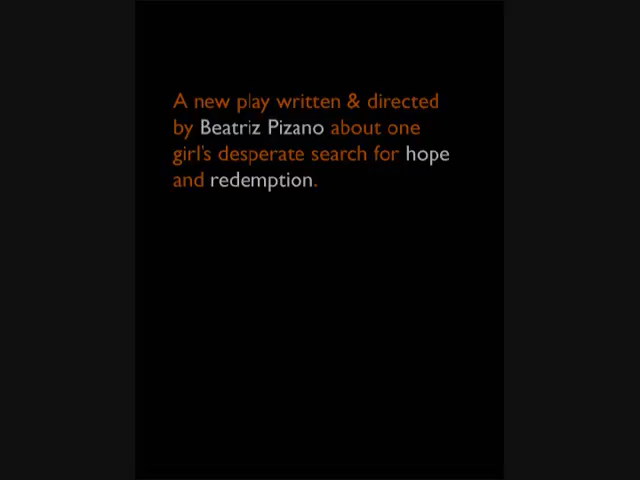 A new play written & directed
by Beatriz Pizano about one
girl's desperate search for hope
and redemption.